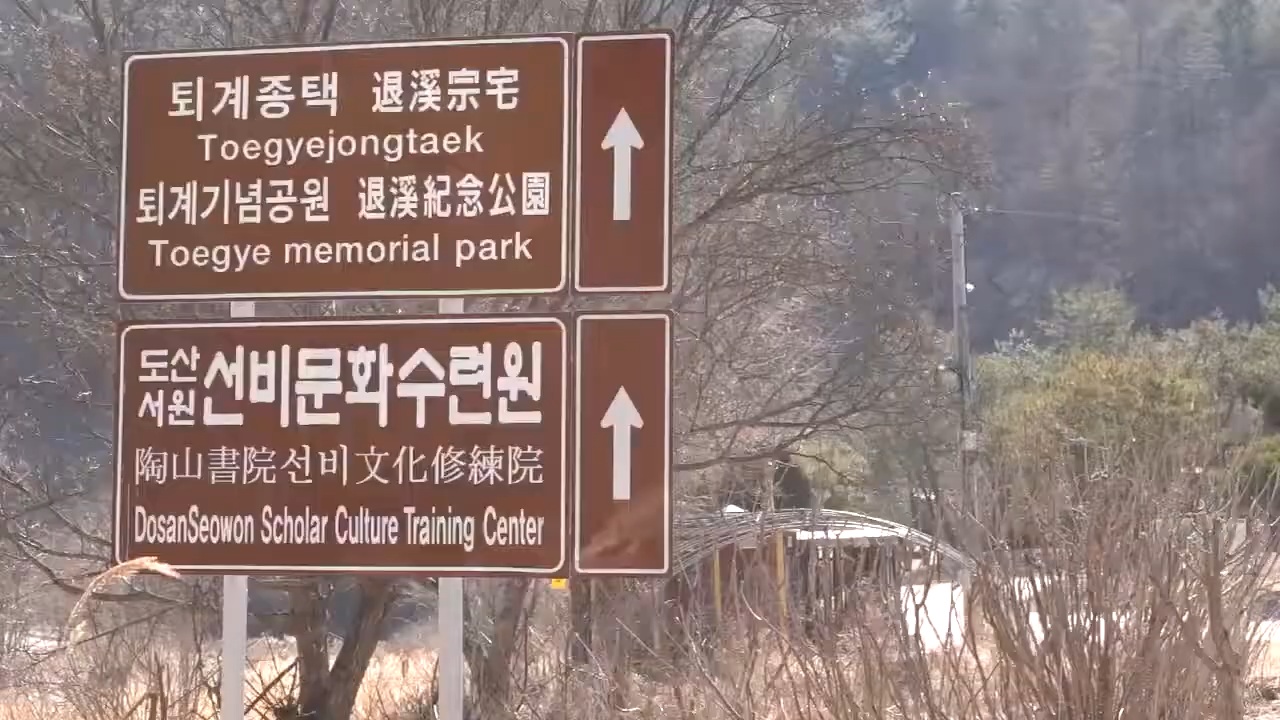 퇴계종택 退溪宗宅
Toegyejongtaek
퇴계기념공원 退溪紀念公園
Toegye memorial park
도산서원 선비문화수련원
陶山書院선비文化修練院
DosanSeowon Scholar Culture Training Center